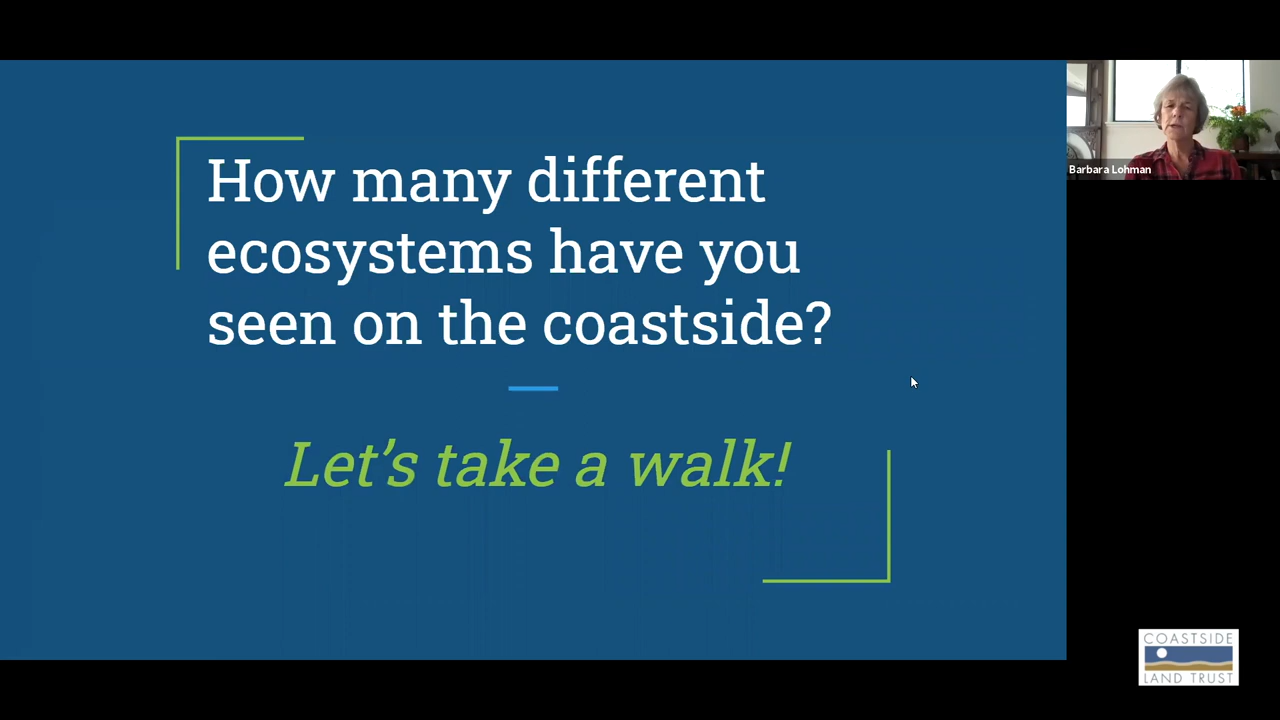 How many different
ecosystems have you
seen on the coastside?
Let's take a walk!
Barbara Lohman
COASTSIDE
LAND TRUST